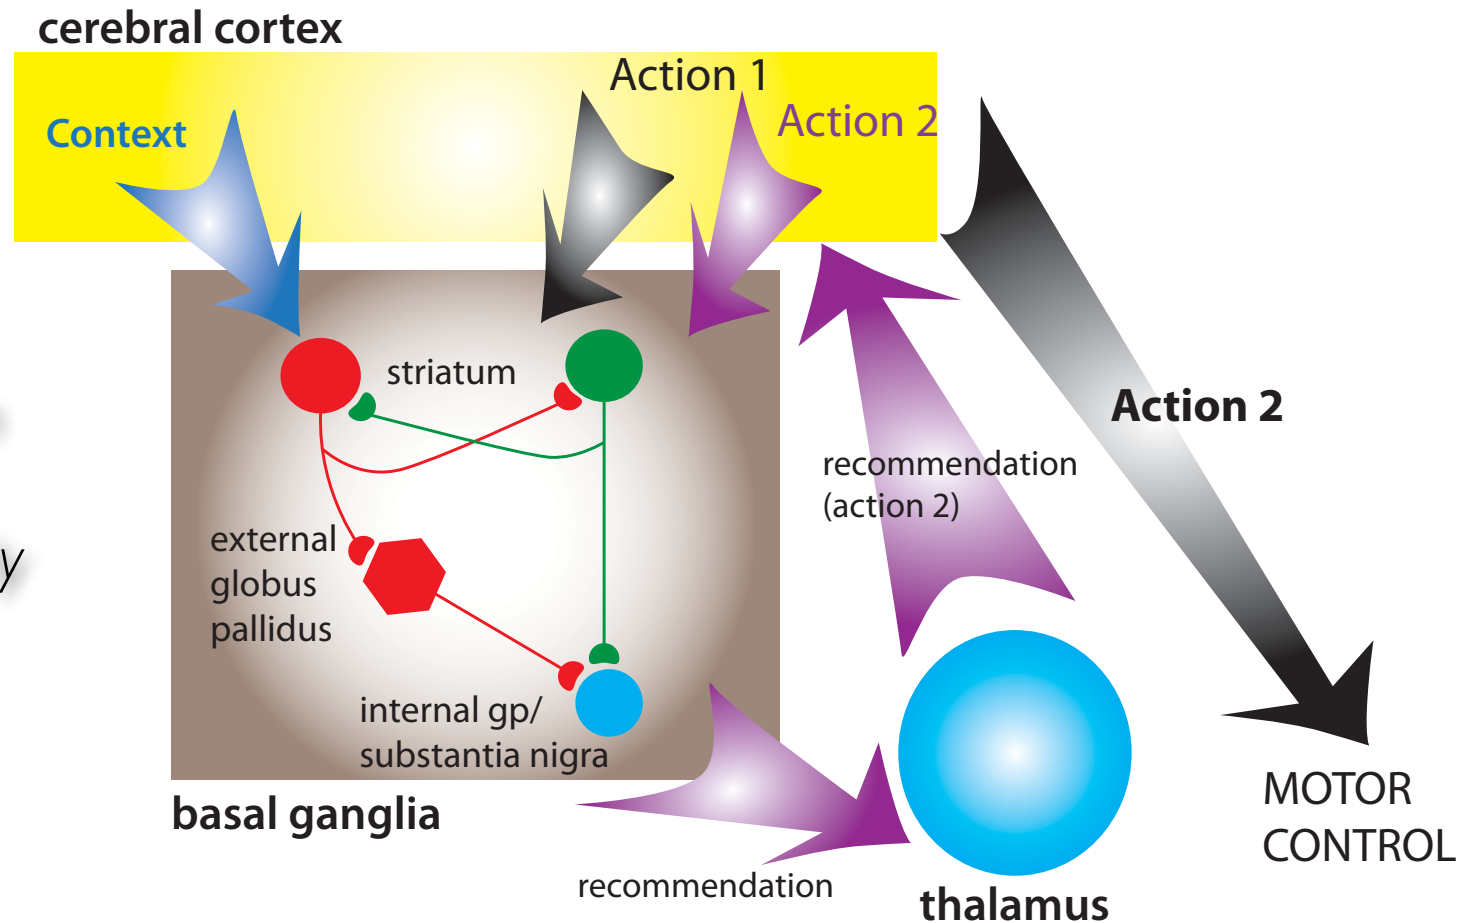 cerebral cortex
Action 1
Context
Action 2
striatum
Action 2
recommendation
(action 2)
external
globus
pallidus
y
internal gp/
substantia nigra
basal ganglia
MOTOR
CONTROL
recommendation
thalamus